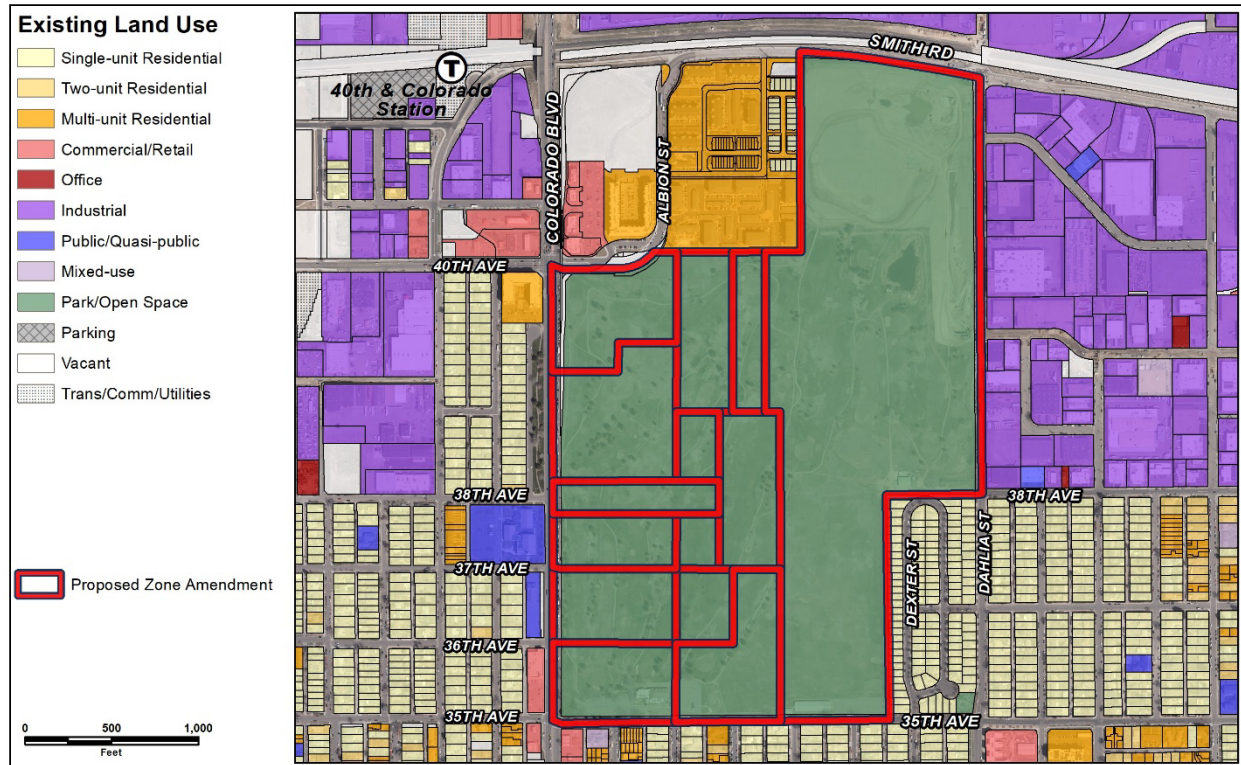 Existing Land Use
Single-unit Residential
Two-unit Residential
Multi-unit Residential
Commercial/Retail
Office
Industrial
Public/Quasi-public
Mixed-use
Park/Open Space
Parking
Vacant
Trans/Comm/Utilities
Proposed Zone Amendment
0 500 1,000
Feet
T
40th & Colorado
Station
COLORADO BLVD
ALBION ST
SMITH RD
40TH AVE
38TH AVE
38TH AVE
37TH AVE
DEXTER ST
DAHLIA ST
36TH AVE
35TH AVE
35TH AVE